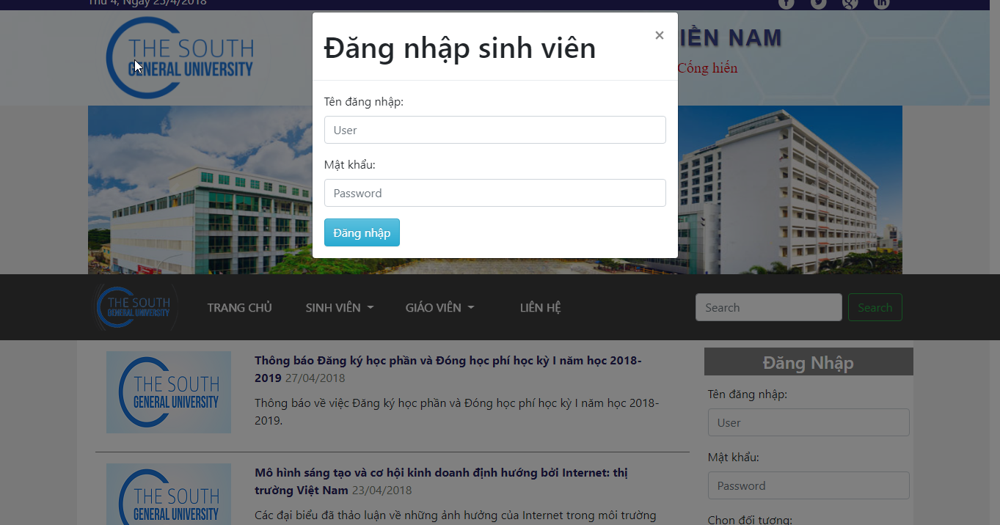 Thứ 4, Ngày 25/4/2018
THE SOUTH
GENERAL UNIVERSITY
IỀN NAM
Cống hiến
Đăng nhập sinh viên
×
Tên đăng nhập:
User
Mật khẩu:
Password
Đăng nhập
THE SOUTH
GENERAL UNIVERSITY
TRANG CHỦ
SINH VIÊN
GIÁO VIÊN
LIÊN HỆ
Search
Search
THE SOUTH
GENERAL UNIVERSITY
Thông báo Đăng ký học phần và Đóng học phí học kỳ I năm học 2018-
2019 27/04/2018
Thông báo về việc Đăng ký học phần và Đóng học phí học kỳ I năm học 2018-
2019.
THE SOUTH
GENERAL UNIVERSITY
Mô hình sáng tạo và cơ hội kinh doanh định hướng bởi Internet: thị
trường Việt Nam 23/04/2018
Các đại biểu đã thảo luận về những ảnh hưởng của Internet trong môi trường
Đăng Nhập
Tên đăng nhập:
User
Mật khẩu:
Password
Chọn đối tượng: